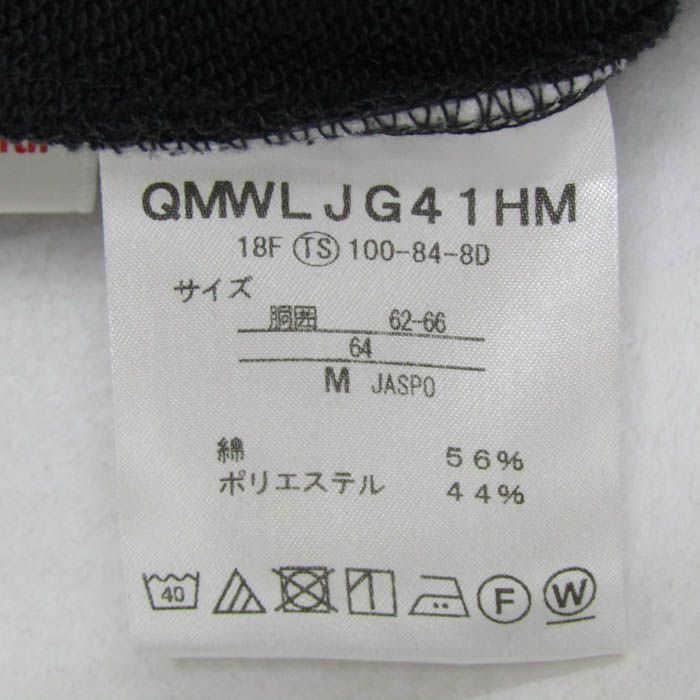 QMWLJG41HM
18F TS 100-84-8D
サイズ
胴囲 62-66
64
M JASPO
綿 56%
ポリエステル 44%
40 F W